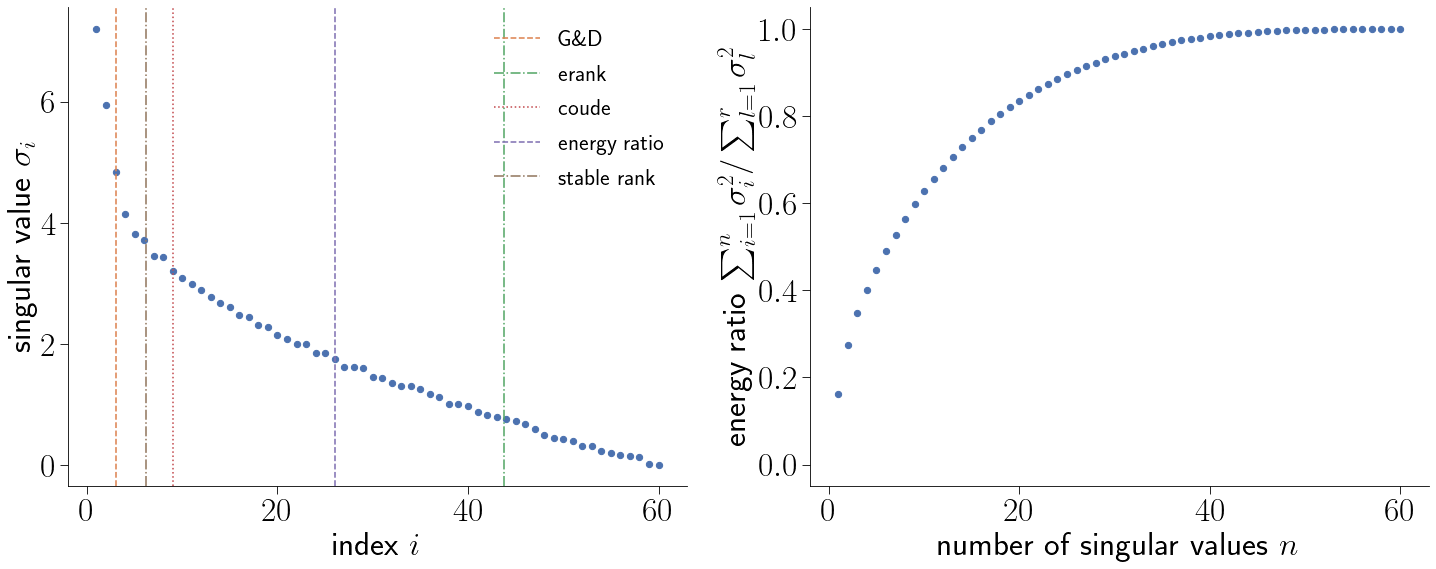 singular value σ_i
6
4
2
0
0
20
40
60
index i
G&D
erank
coude
energy ratio
stable rank
energy ratio ∑_{i=1}^{n} σ_i^2 / ∑_{l=1}^{r} σ_l^2
1.0
0.8
0.6
0.4
0.2
0.0
0
20
40
60
number of singular values n